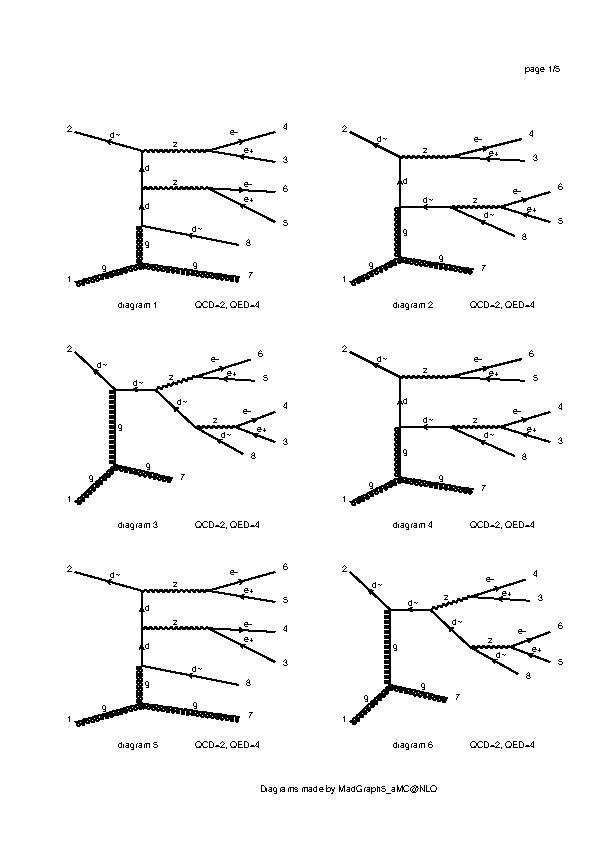 page 1/5
2 d~ z e- 4
e+ 3
d z e- 6
d e+ 5
g d~ 8
1 g g 7
diagram 1 QCD=2, QED=4
2 d~ z e- 4
e+ 3
d e- 6
d~ z e+ 5
g d~ 8
1 g g 7
diagram 2 QCD=2, QED=4
2 d~ d~ z e- 6
e+ 5
d~ e- 4
g z e+ 3
d~ 8
1 g g 7
diagram 3 QCD=2, QED=4
2 d~ z e- 6
e+ 5
d e- 4
d~ z e+ 3
g d~ 8
1 g g 7
diagram 4 QCD=2, QED=4
2 d~ z e- 6
e+ 5
d z e- 4
d e+ 3
g d~ 8
1 g g 7
diagram 5 QCD=2, QED=4
2 d~ d~ z e- 4
e+ 3
d~ e- 6
g z e+ 5
d~ 8
1 g g 7
diagram 6 QCD=2, QED=4
Diagrams made by MadGraph5_aMC@NLO